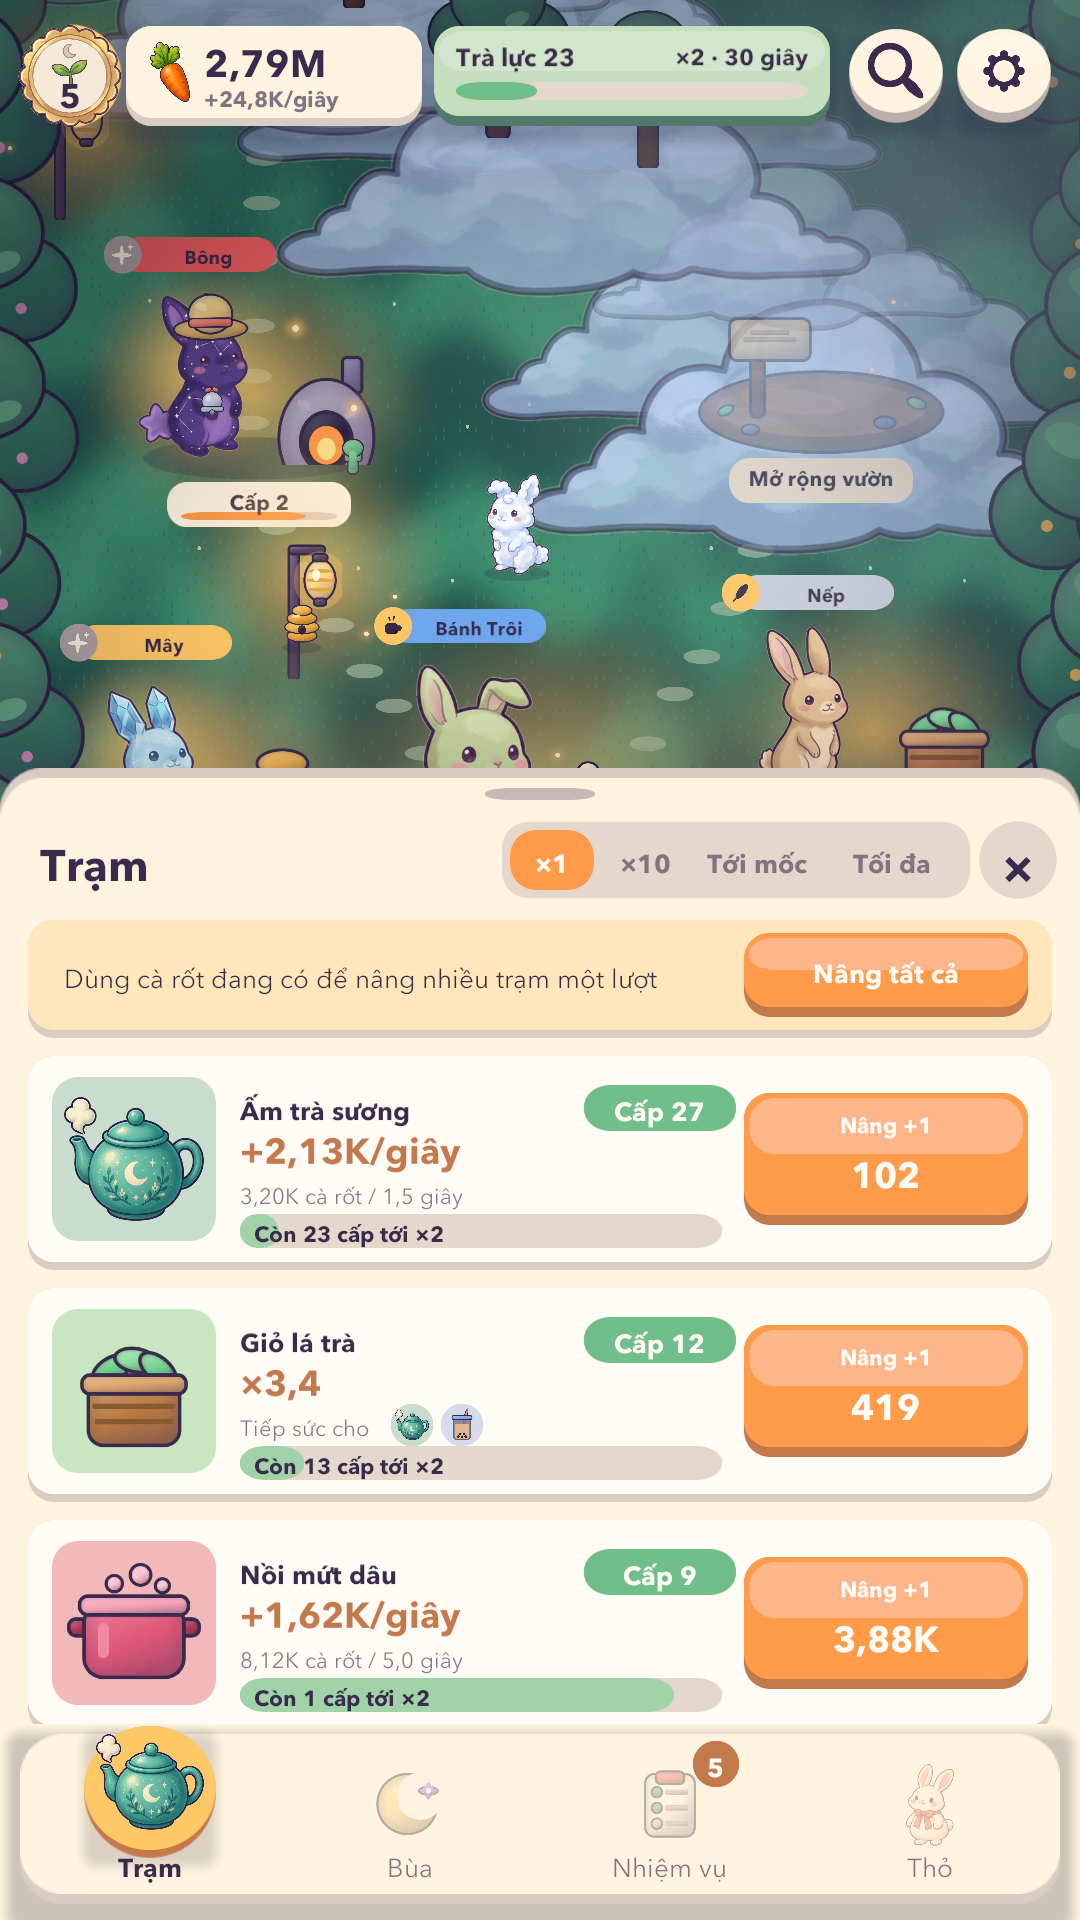 5
2,79M
+24,8K/giây
Trà lực 23
×2 · 30 giây
Bông
Cấp 2
Mở rộng vườn
Nếp
Bánh Trôi
Mây
Trạm
×1
×10
Tới mốc
Tối đa
×
Dùng cà rốt đang có để nâng nhiều trạm một lượt
Nâng tất cả
Ấm trà sương
Cấp 27
+2,13K/giây
3,20K cà rốt / 1,5 giây
Còn 23 cấp tới ×2
Nâng +1
102
Giỏ lá trà
Cấp 12
×3,4
Tiếp sức cho
Còn 13 cấp tới ×2
Nâng +1
419
Nồi mứt dâu
Cấp 9
+1,62K/giây
8,12K cà rốt / 5,0 giây
Còn 1 cấp tới ×2
Nâng +1
3,88K
Trạm
Bùa
5
Nhiệm vụ
Thỏ